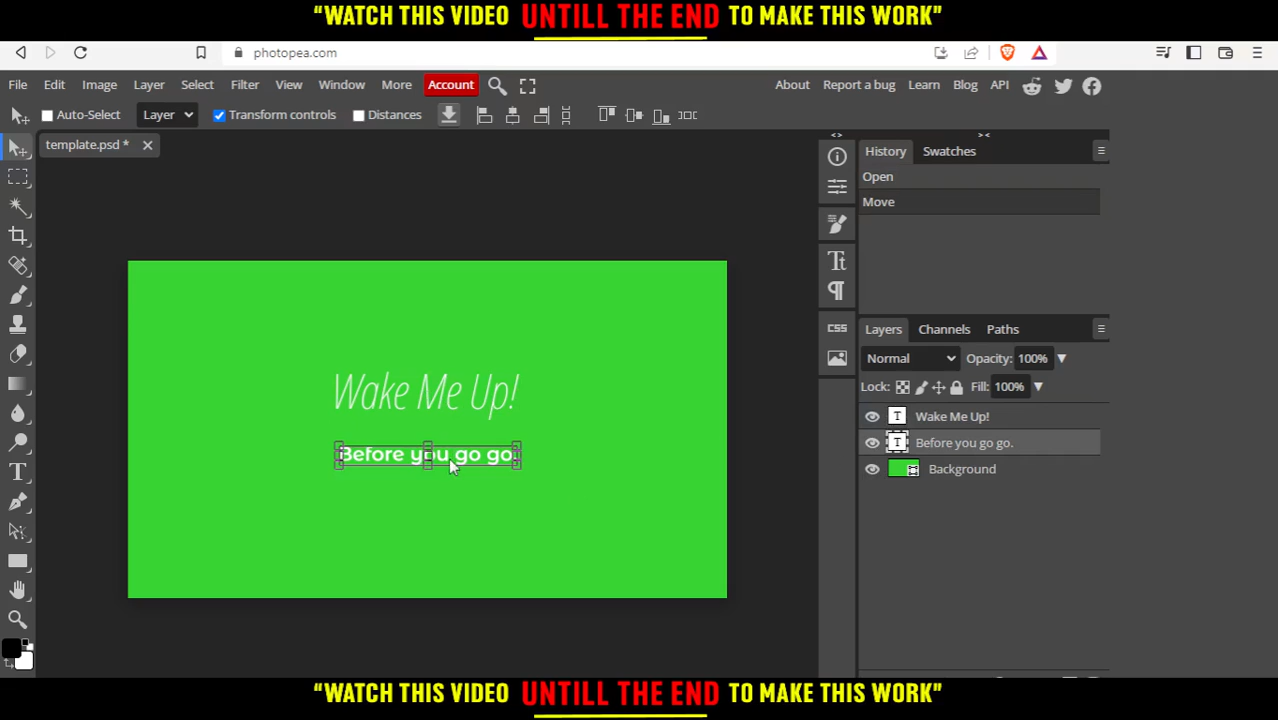 “WATCH THIS VIDEO UNTILL THE END TO MAKE THIS WORK”
photopea.com
File Edit Image Layer Select Filter View Window More Account About Report a bug Learn Blog API
Auto-Select Layer Transform controls Distances
template.psd *
History Swatches
Open
Move
Layers Channels Paths
Normal Opacity: 100%
Lock: Fill: 100%
Wake Me Up!
Before you go go.
Background
Wake Me Up!
Before you go go.
CSS
“WATCH THIS VIDEO UNTILL THE END TO MAKE THIS WORK”